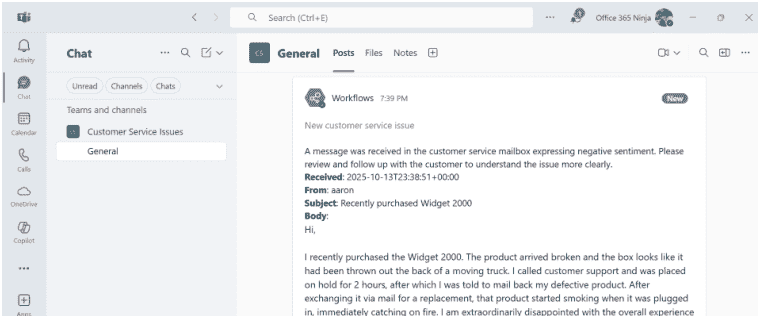 Search (Ctrl+E)
Office 365 Ninja
Activity
Chat
Calendar
Calls
OneDrive
Copilot
Apps
Chat
Unread
Channels
Chats
Teams and channels
CS
Customer Service Issues
General
CS
General
Posts
Files
Notes
Workflows 7:39 PM
New
New customer service issue
A message was received in the customer service mailbox expressing negative sentiment. Please
review and follow up with the customer to understand the issue more clearly.
Received: 2025-10-13T23:38:51+00:00
From: aaron
Subject: Recently purchased Widget 2000
Body:
Hi,
I recently purchased the Widget 2000. The product arrived broken and the box looks like it
had been thrown out the back of a moving truck. I called customer support and was placed
on hold for 2 hours, after which I was told to mail back my defective product. After
exchanging it via mail for a replacement, that product started smoking when it was plugged
in, immediately catching on fire. I am extraordinarily disappointed with the overall experience